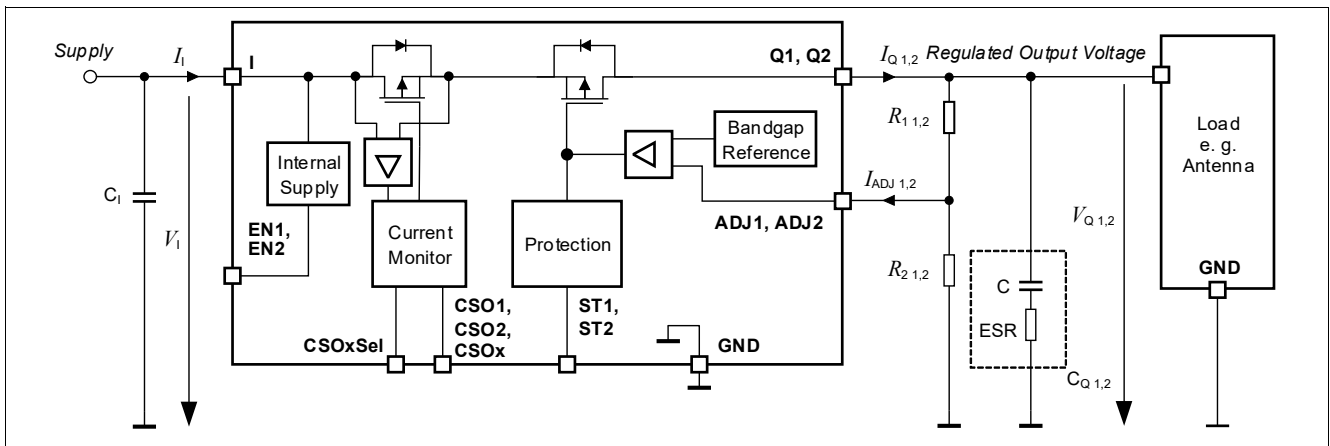 Supply
I_I
I
Q1, Q2
I_Q 1,2
Regulated Output Voltage
R_1 1,2
Bandgap
Reference
Load
e. g.
Antenna
Internal
Supply
C_I
I_ADJ 1,2
V_I
EN1,
EN2
Current
Monitor
Protection
ADJ1, ADJ2
V_Q 1,2
R_2 1,2
GND
C
ESR
CSO1,
CSO2,
CSOx
ST1,
ST2
CSOxSel
GND
C_Q 1,2